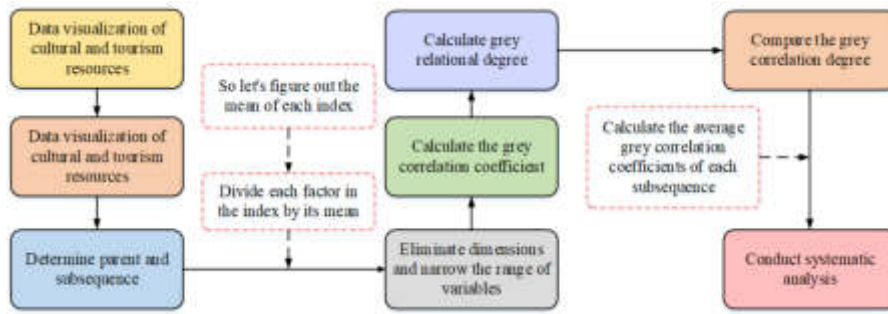 Data visualization of
cultural and tourism
resources
Data visualization of
cultural and tourism
resources
Determine parent and
subsequence
So let's figure out the
mean of each index
Divide each factor in
the index by its mean
Eliminate dimensions
and narrow the range of
variables
Calculate the grey
correlation coefficient
Calculate grey
relational degree
Compare the grey
correlation degree
Calculate the average
grey correlation
coefficients of each
subsequence
Conduct systematic
analysis